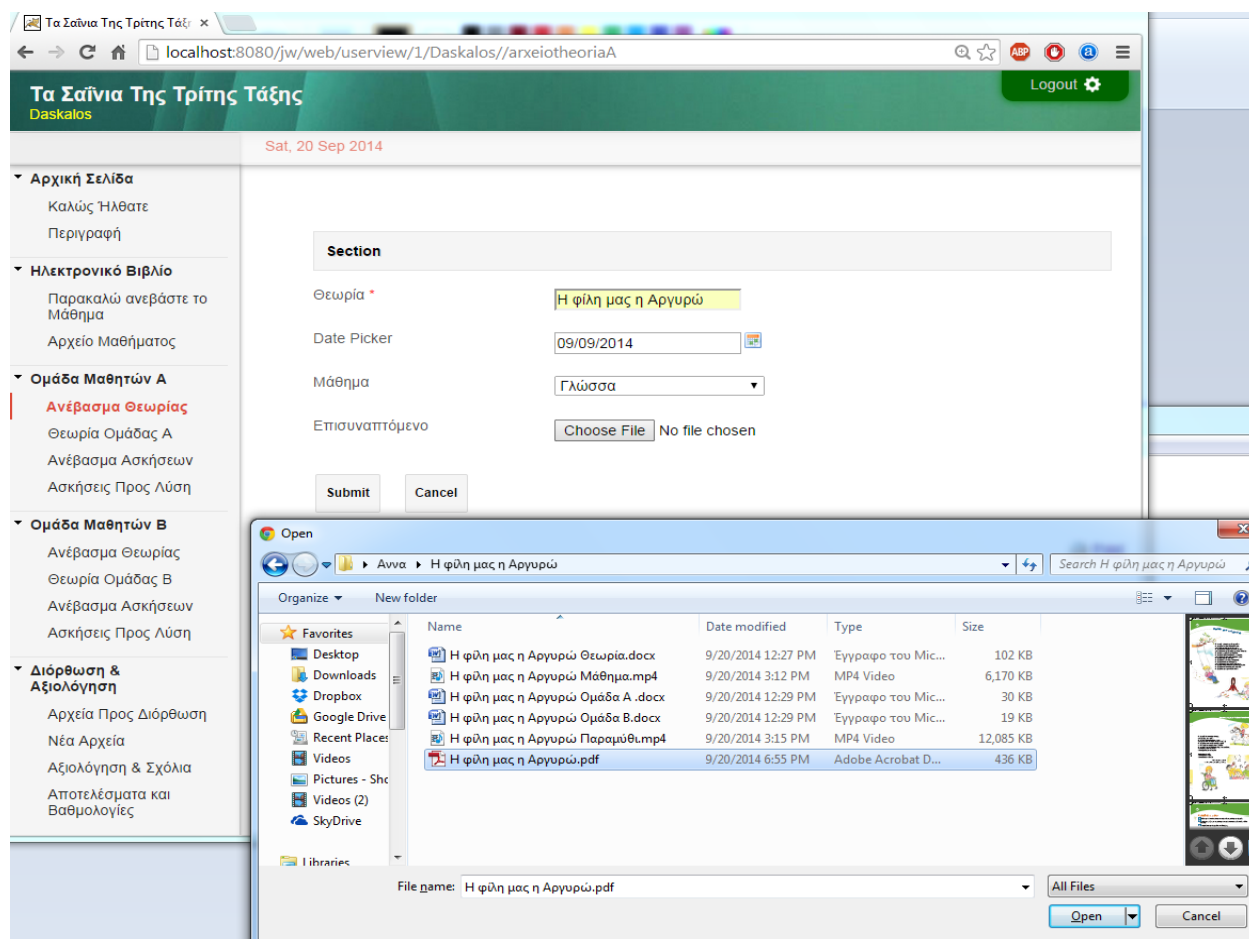 Τα Σαΐνια Της Τρίτης Τάξ
localhost:8080/jw/web/userview/1/Daskalos//arxeiotheoriaA
ABP
a
Τα Σαΐνια Της Τρίτης Τάξης
Logout
Daskalos
Sat, 20 Sep 2014
Αρχική Σελίδα
Καλώς Ήλθατε
Περιγραφή
Ηλεκτρονικό Βιβλίο
Παρακαλώ ανεβάστε το
Μάθημα
Αρχείο Μαθήματος
Ομάδα Μαθητών Α
Ανέβασμα Θεωρίας
Θεωρία Ομάδας Α
Ανέβασμα Ασκήσεων
Ασκήσεις Προς Λύση
Ομάδα Μαθητών Β
Ανέβασμα Θεωρίας
Θεωρία Ομάδας Β
Ανέβασμα Ασκήσεων
Ασκήσεις Προς Λύση
Διόρθωση &
Αξιολόγηση
Αρχεία Προς Διόρθωση
Νέα Αρχεία
Αξιολόγηση & Σχόλια
Αποτελέσματα και
Βαθμολογίες
Section
Θεωρία * Η φίλη μας η Αργυρώ
Date Picker 09/09/2014
Μάθημα Γλώσσα
Επισυναπτόμενο Choose File No file chosen
Submit Cancel
Open
Αννα Η φίλη μας η Αργυρώ Search Η φίλη μας η Αργυρώ
Organize New folder
Favorites
Desktop
Downloads
Dropbox
Google Drive
Recent Places
Videos
Pictures - Sho
Videos (2)
SkyDrive
Libraries
Name Date modified Type Size
Η φίλη μας η Αργυρώ Θεωρία.docx 9/20/2014 12:27 PM Έγγραφο του Mic... 102 KB
Η φίλη μας η Αργυρώ Μάθημα.mp4 9/20/2014 3:12 PM MP4 Video 6,170 KB
Η φίλη μας η Αργυρώ Ομάδα Α .docx 9/20/2014 12:29 PM Έγγραφο του Mic... 30 KB
Η φίλη μας η Αργυρώ Ομάδα Β.docx 9/20/2014 12:29 PM Έγγραφο του Mic... 19 KB
Η φίλη μας η Αργυρώ Παραμύθι.mp4 9/20/2014 3:15 PM MP4 Video 12,085 KB
Η φίλη μας η Αργυρώ.pdf 9/20/2014 6:55 PM Adobe Acrobat D... 436 KB
File name: Η φίλη μας η Αργυρώ.pdf All Files
Open Cancel